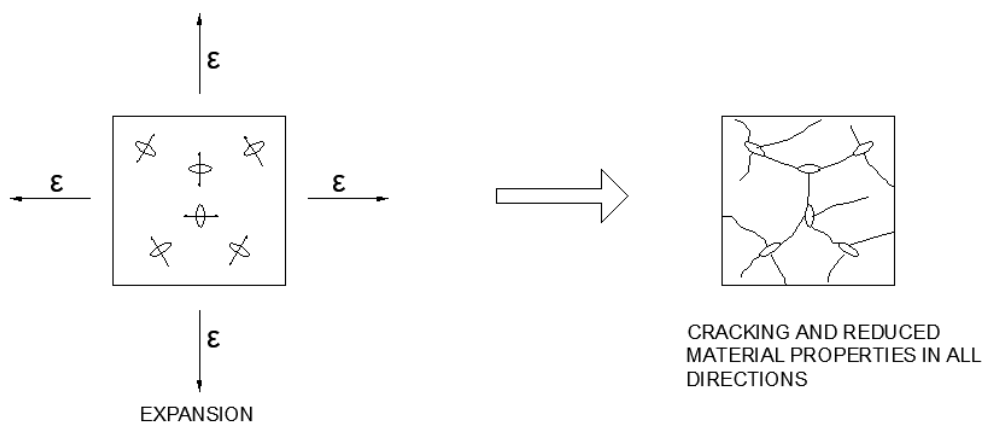 ε
ε
ε
ε
EXPANSION
CRACKING AND REDUCED
MATERIAL PROPERTIES IN ALL
DIRECTIONS